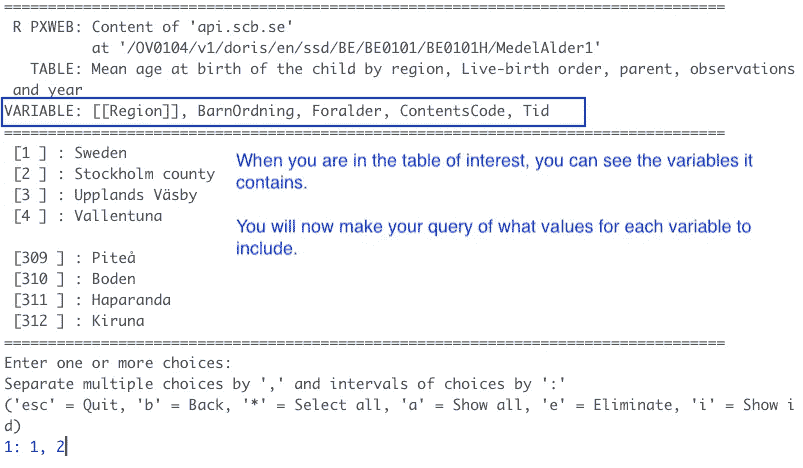 ================================================================================
R PXWEB: Content of 'api.scb.se'
at '/OV0104/v1/doris/en/ssd/BE/BE0101/BE0101H/MedelAlder1'
TABLE: Mean age at birth of the child by region, Live-birth order, parent, observations
and year
VARIABLE: [[Region]], BarnOrdning, Foralder, ContentsCode, Tid
================================================================================
[1 ] : Sweden
[2 ] : Stockholm county
[3 ] : Upplands Väsby
[4 ] : Vallentuna
When you are in the table of interest, you can see the variables it
contains.
You will now make your query of what values for each variable to
include.
[309 ] : Piteå
[310 ] : Boden
[311 ] : Haparanda
[312 ] : Kiruna
================================================================================
Enter one or more choices:
Separate multiple choices by ',' and intervals of choices by ':'
('esc' = Quit, 'b' = Back, '*' = Select all, 'a' = Show all, 'e' = Eliminate, 'i' = Show i
d)
1: 1, 2